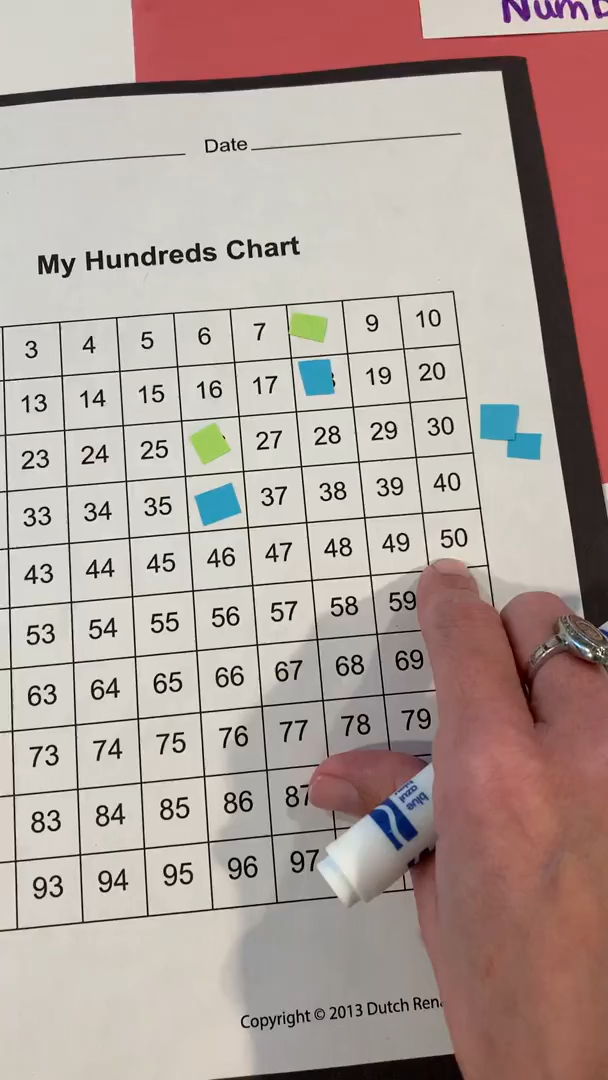 Numb
Date
My Hundreds Chart
3 4 5 6 7 9 10
13 14 15 16 17 19 20
23 24 25 27 28 29 30
33 34 35 37 38 39 40
43 44 45 46 47 48 49 50
53 54 55 56 57 58 59
63 64 65 66 67 68 69
73 74 75 76 77 78 79
83 84 85 86 87
93 94 95 96 97
blue
azul
Copyright © 2013 Dutch Ren